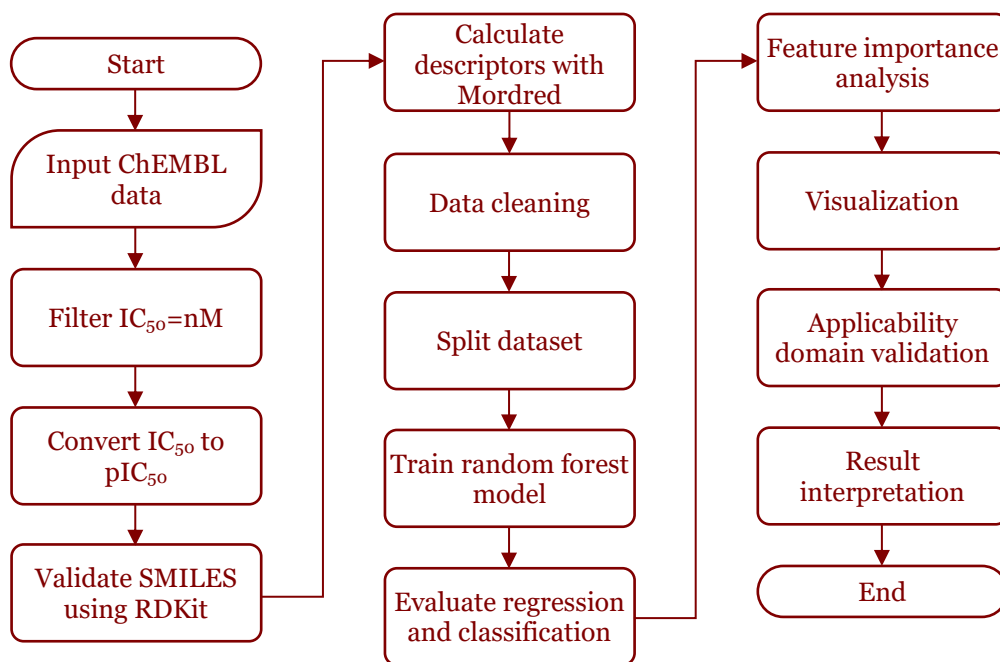 Start
Input ChEMBL
data
Filter IC₅₀=nM
Convert IC₅₀ to
pIC₅₀
Validate SMILES
using RDKit
Calculate
descriptors with
Mordred
Data cleaning
Split dataset
Train random forest
model
Evaluate regression
and classification
Feature importance
analysis
Visualization
Applicability
domain validation
Result
interpretation
End